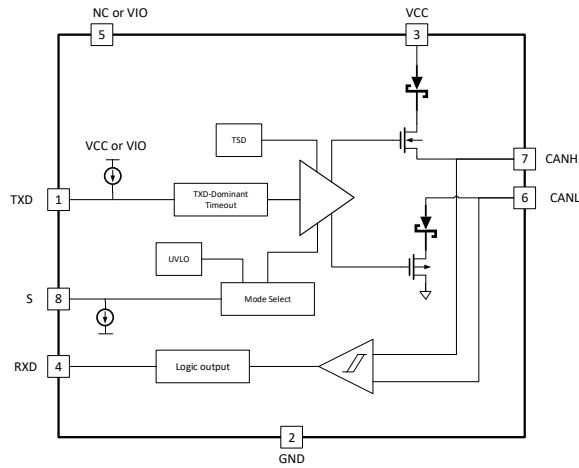 NC or VIO
VCC
5
3
TSD
VCC or VIO
7
CANH
TXD
1
TXD-Dominant
Timeout
6
CANL
UVLO
S
8
Mode Select
RXD
4
Logic output
2
GND